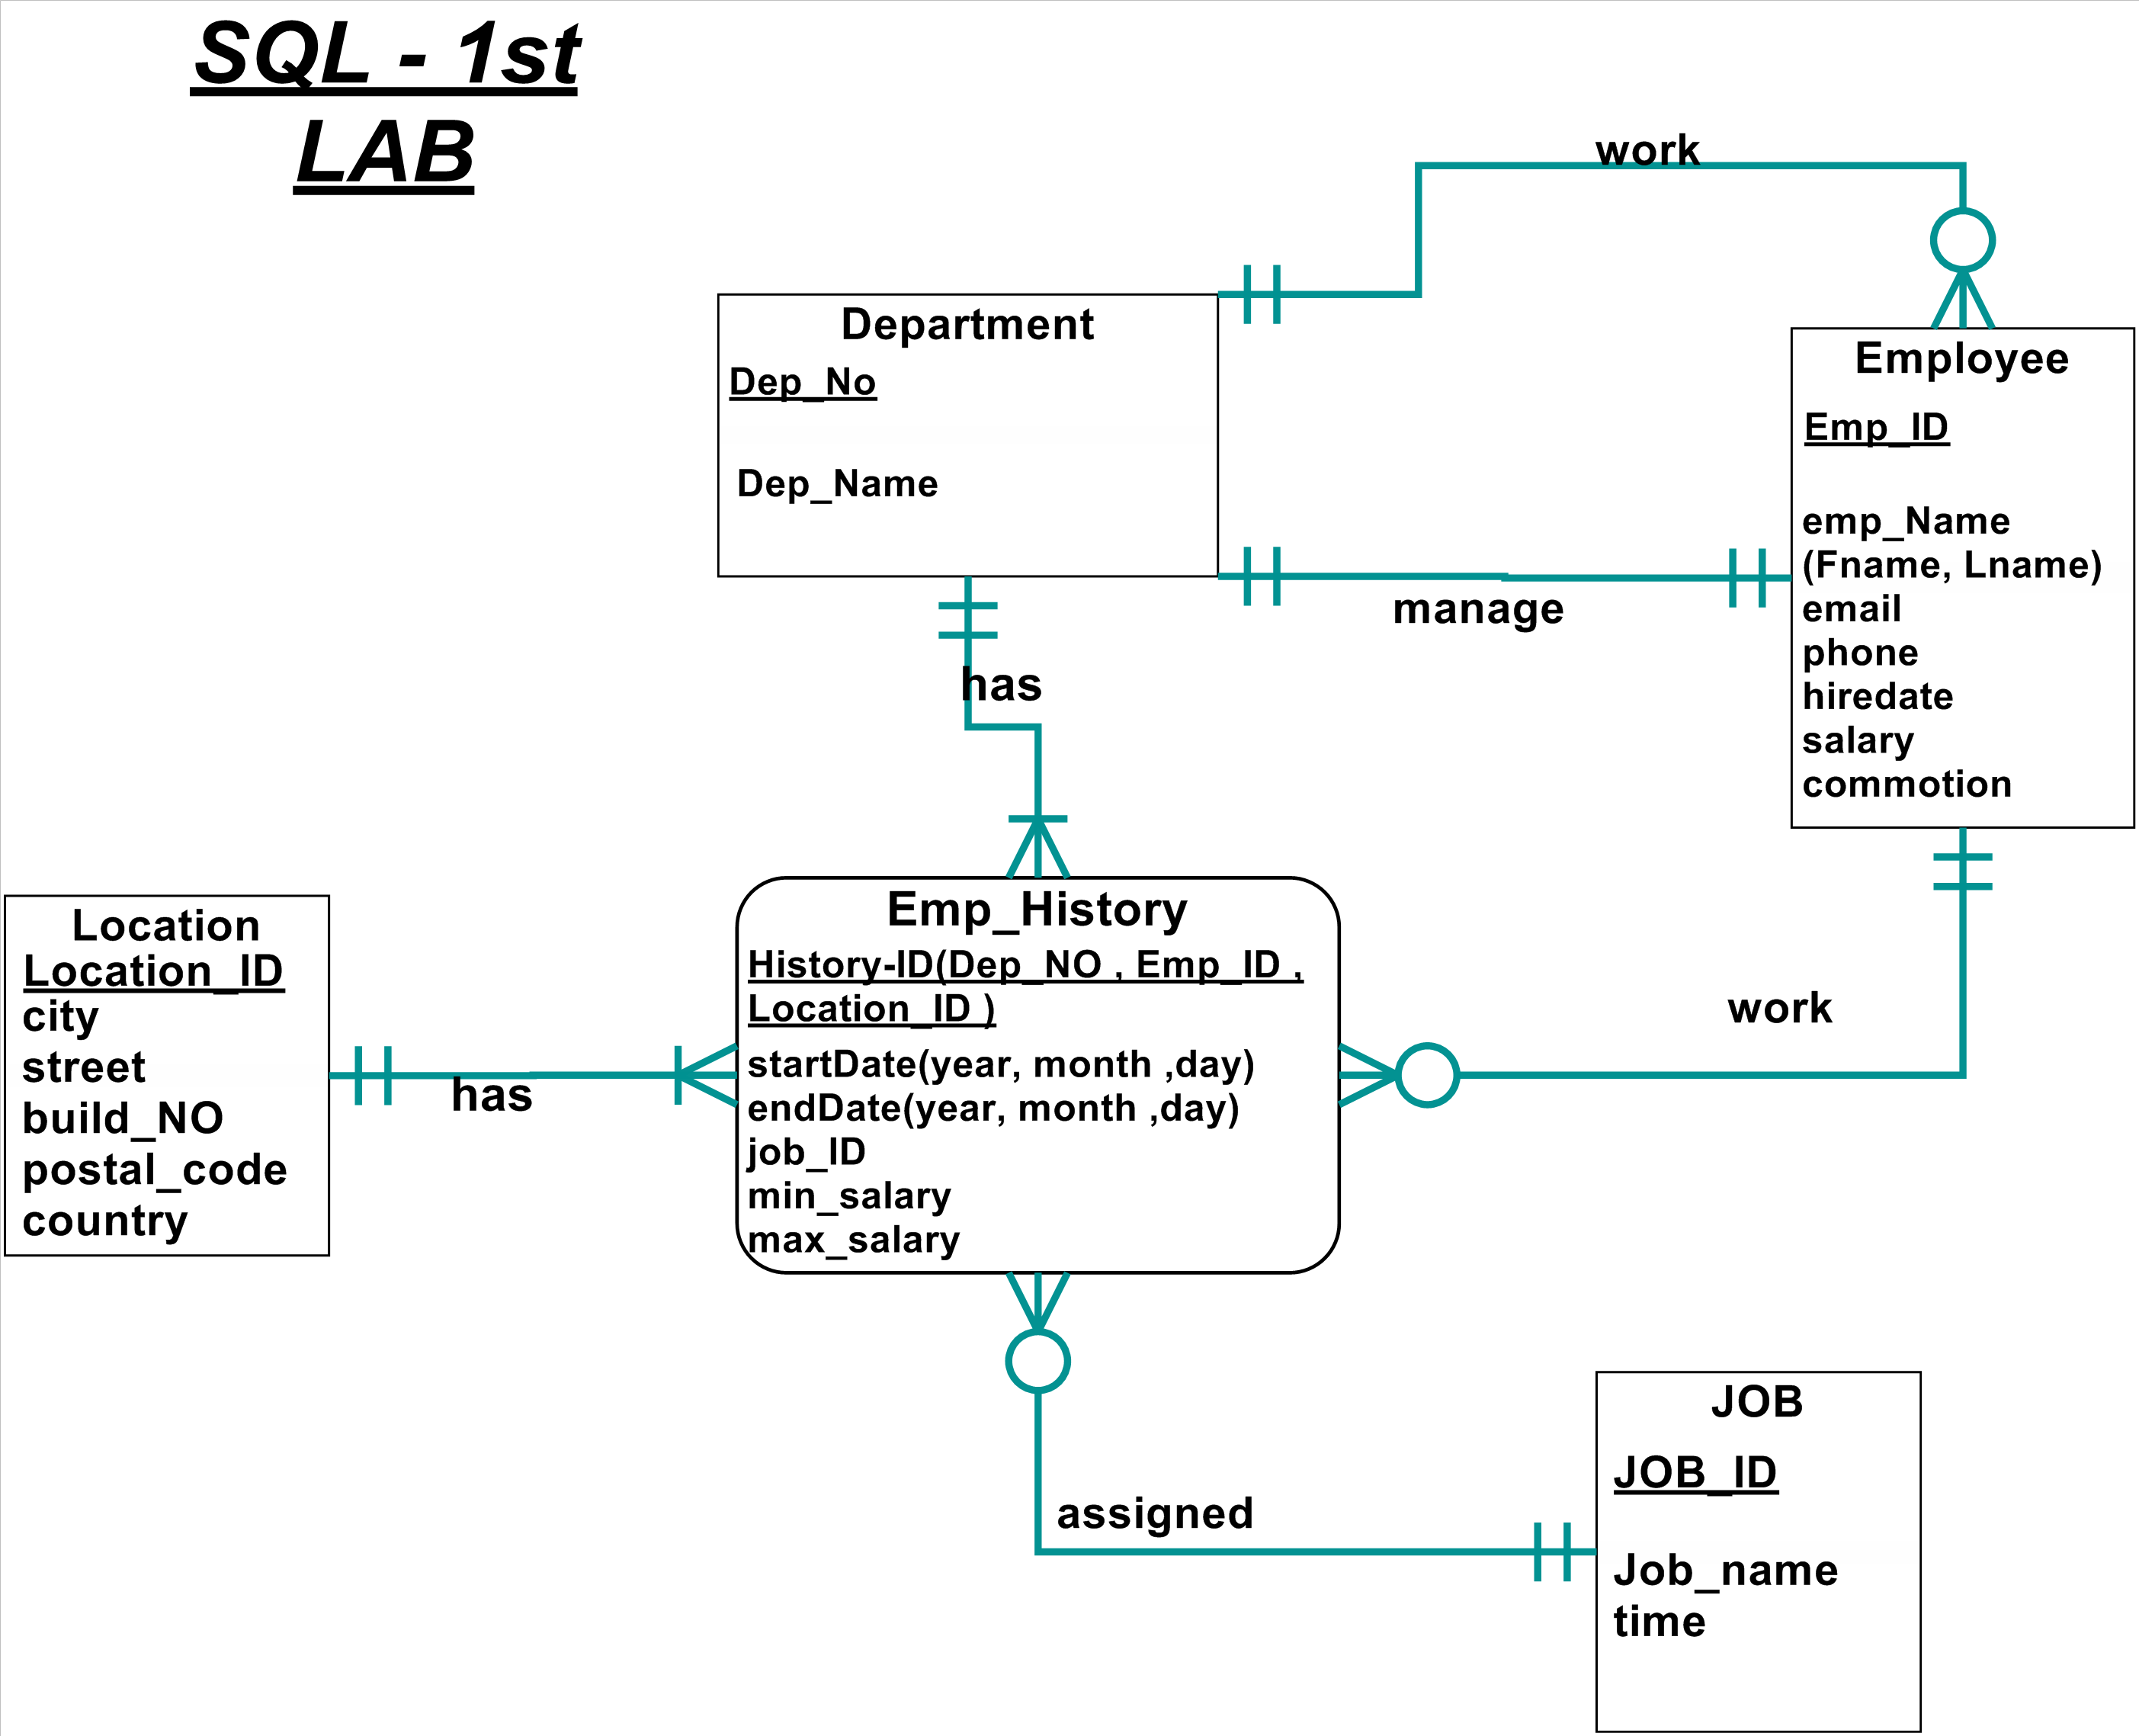 SQL - 1st
LAB
work
Department
Dep_No
Dep_Name
Employee
Emp_ID
emp_Name
(Fname, Lname)
email
phone
hiredate
salary
commotion
manage
has
Location
Location_ID
city
street
build_NO
postal_code
country
has
Emp_History
History-ID(Dep_NO , Emp_ID ,
Location_ID )
startDate(year, month ,day)
endDate(year, month ,day)
job_ID
min_salary
max_salary
work
assigned
JOB
JOB_ID
Job_name
time